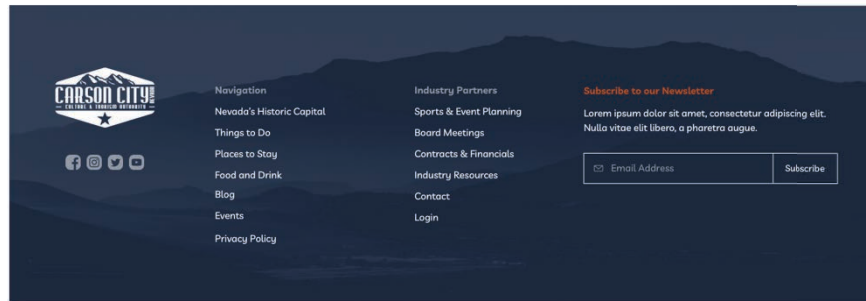 CARSON CITY
NEVADA
CULTURE & TOURISM AUTHORITY
Navigation
Nevada's Historic Capital
Things to Do
Places to Stay
Food and Drink
Blog
Events
Privacy Policy
Industry Partners
Sports & Event Planning
Board Meetings
Contracts & Financials
Industry Resources
Contact
Login
Subscribe to our Newsletter
Lorem ipsum dolor sit amet, consectetur adipiscing elit.
Nulla vitae elit libero, a pharetra augue.
Email Address
Subscribe